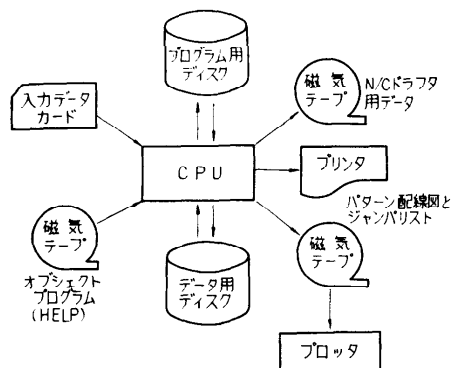 プログラム用
ディスク
磁気
テープ
N/Cドラフタ
用データ
入力データ
カード
CPU
プリンタ
パターン配線図と
ジャンパリスト
磁気
テープ
オブジェクト
プログラム
(HELP)
データ用
ディスク
磁気
テープ
プロッタ